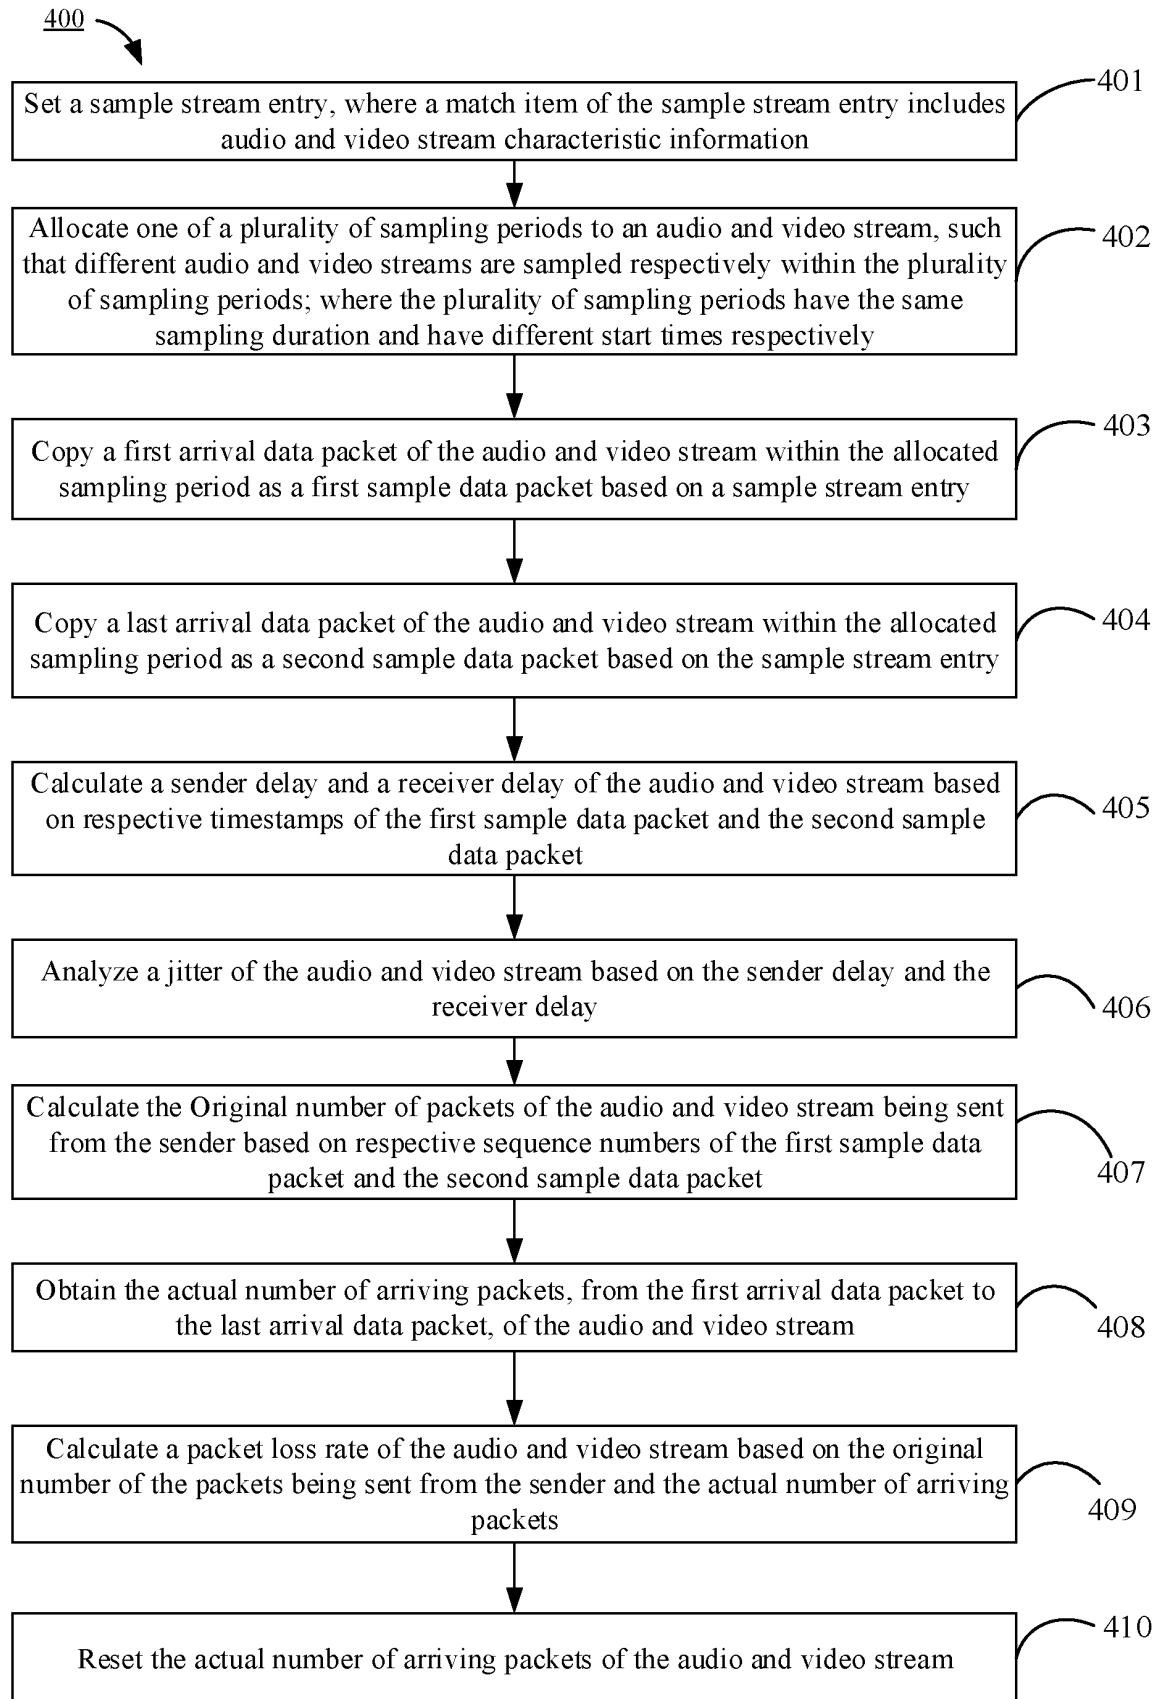 400
401
Set a sample stream entry, where a match item of the sample stream entry includes
audio and video stream characteristic information
402
Allocate one of a plurality of sampling periods to an audio and video stream, such
that different audio and video streams are sampled respectively within the plurality
of sampling periods; where the plurality of sampling periods have the same
sampling duration and have different start times respectively
403
Copy a first arrival data packet of the audio and video stream within the allocated
sampling period as a first sample data packet based on a sample stream entry
404
Copy a last arrival data packet of the audio and video stream within the allocated
sampling period as a second sample data packet based on the sample stream entry
405
Calculate a sender delay and a receiver delay of the audio and video stream based
on respective timestamps of the first sample data packet and the second sample
data packet
406
Analyze a jitter of the audio and video stream based on the sender delay and the
receiver delay
407
Calculate the Original number of packets of the audio and video stream being sent
from the sender based on respective sequence numbers of the first sample data
packet and the second sample data packet
408
Obtain the actual number of arriving packets, from the first arrival data packet to
the last arrival data packet, of the audio and video stream
409
Calculate a packet loss rate of the audio and video stream based on the original
number of the packets being sent from the sender and the actual number of arriving
packets
410
Reset the actual number of arriving packets of the audio and video stream